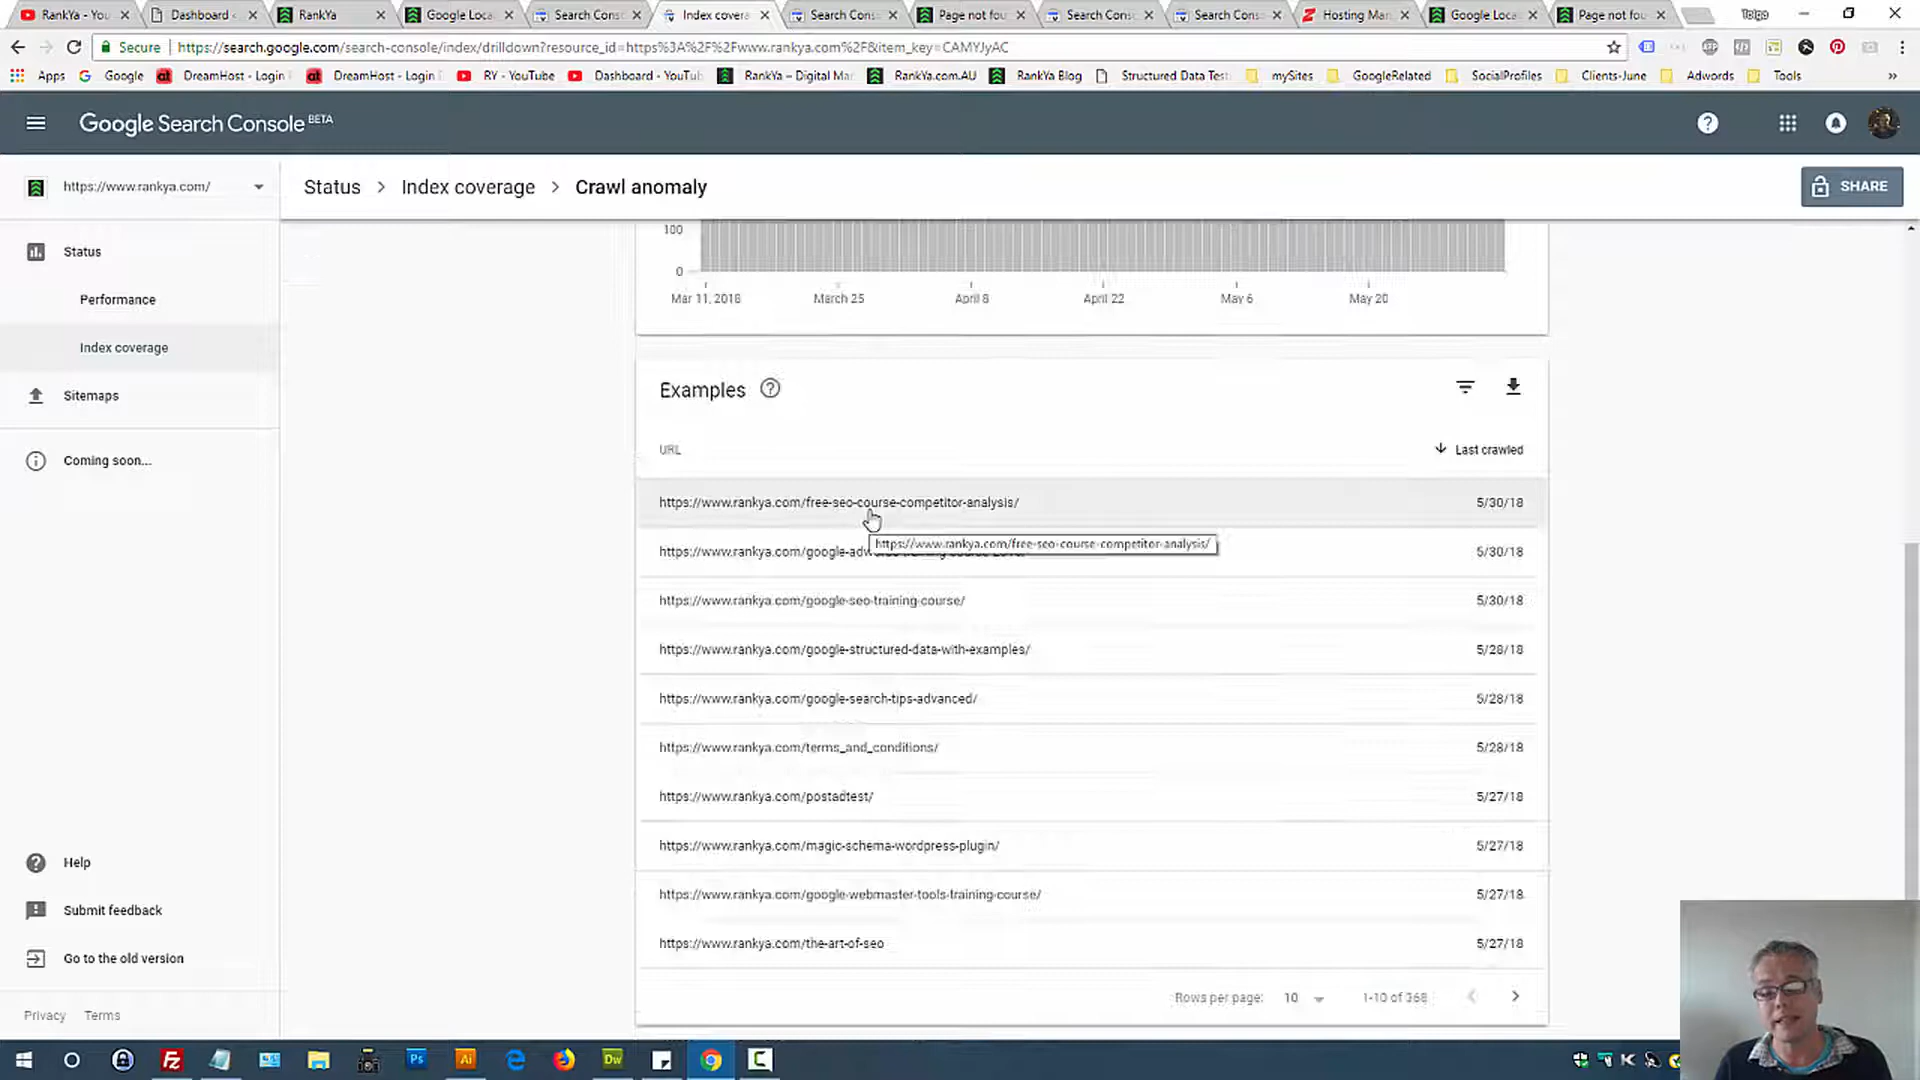 RankYa - You
Dashboard
RankYa
Google Loca
Search Cons
Index covera
Search Cons
Page not fou
Search Cons
Search Cons
Hosting Man
Google Loca
Page not fou
Tolga
Secure
https://search.google.com/search-console/index/drilldown?resource_id=https%3A%2F%2Fwww.rankya.com%2F&item_key=CAMYJyAC
Apps
Google
DreamHost - Login
DreamHost - Login
RY - YouTube
Dashboard - YouTub
RankYa – Digital Ma
RankYa.com.AU
RankYa Blog
Structured Data Test
mySites
GoogleRelated
SocialProfiles
Clients-June
Adwords
Tools
»
Google Search Console BETA
https://www.rankya.com/
Status > Index coverage > Crawl anomaly
SHARE
Status
Performance
Index coverage
Sitemaps
Coming soon...
Help
Submit feedback
Go to the old version
Privacy Terms
100
0
Mar 11, 2018 March 25 April 8 April 22 May 6 May 20
Examples
URL Last crawled
https://www.rankya.com/free-seo-course-competitor-analysis/ 5/30/18
https://www.rankya.com/free-seo-course-competitor-analysis/
https://www.rankya.com/google-adw 5/30/18
https://www.rankya.com/google-seo-training-course/ 5/30/18
https://www.rankya.com/google-structured-data-with-examples/ 5/28/18
https://www.rankya.com/google-search-tips-advanced/ 5/28/18
https://www.rankya.com/terms_and_conditions/ 5/28/18
https://www.rankya.com/postadtest/ 5/27/18
https://www.rankya.com/magic-schema-wordpress-plugin/ 5/27/18
https://www.rankya.com/google-webmaster-tools-training-course/ 5/27/18
https://www.rankya.com/the-art-of-seo 5/27/18
Rows per page: 10 1-10 of 368
Fz
Ps
Ai
Dw
C
K